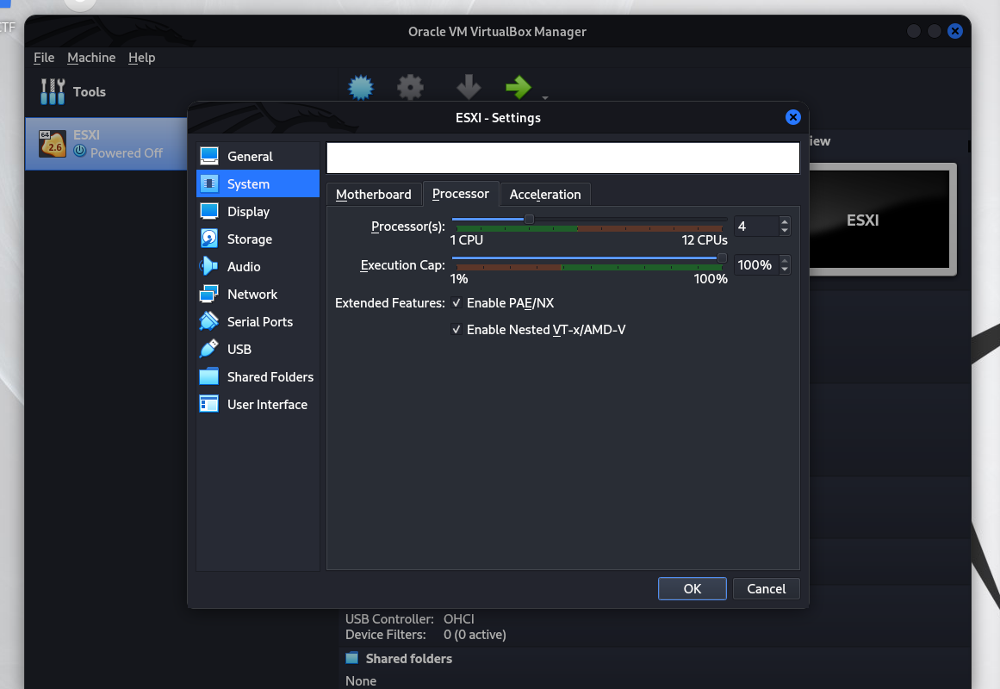 TF
Oracle VM VirtualBox Manager
File Machine Help
Tools
64
2.6
ESXI
Powered Off
ESXI - Settings
iew
ESXI
General
System
Display
Storage
Audio
Network
Serial Ports
USB
Shared Folders
User Interface
Motherboard Processor Acceleration
Processor(s): 4
1 CPU 12 CPUs
Execution Cap: 100%
1% 100%
Extended Features: Enable PAE/NX
Enable Nested VT-x/AMD-V
OK Cancel
USB Controller: OHCI
Device Filters: 0 (0 active)
Shared folders
None